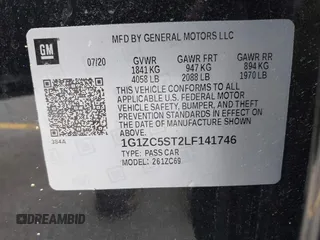 GM
MFD BY GENERAL MOTORS LLC
07/20 GVWR GAWR FRT GAWR RR
1841 KG 947 KG 894 KG
4058 LB 2088 LB 1970 LB
THIS VEHICLE CONFORMS TO ALL
APPLICABLE U.S. FEDERAL MOTOR
VEHICLE SAFETY, BUMPER, AND THEFT
PREVENTION STANDARDS IN EFFECT ON
THE DATE OF MANUFACTURE SHOWN ABOVE.
1G1ZC5ST2LF141746
TYPE: PASS CAR
MODEL: 261ZC69
DREAMBID